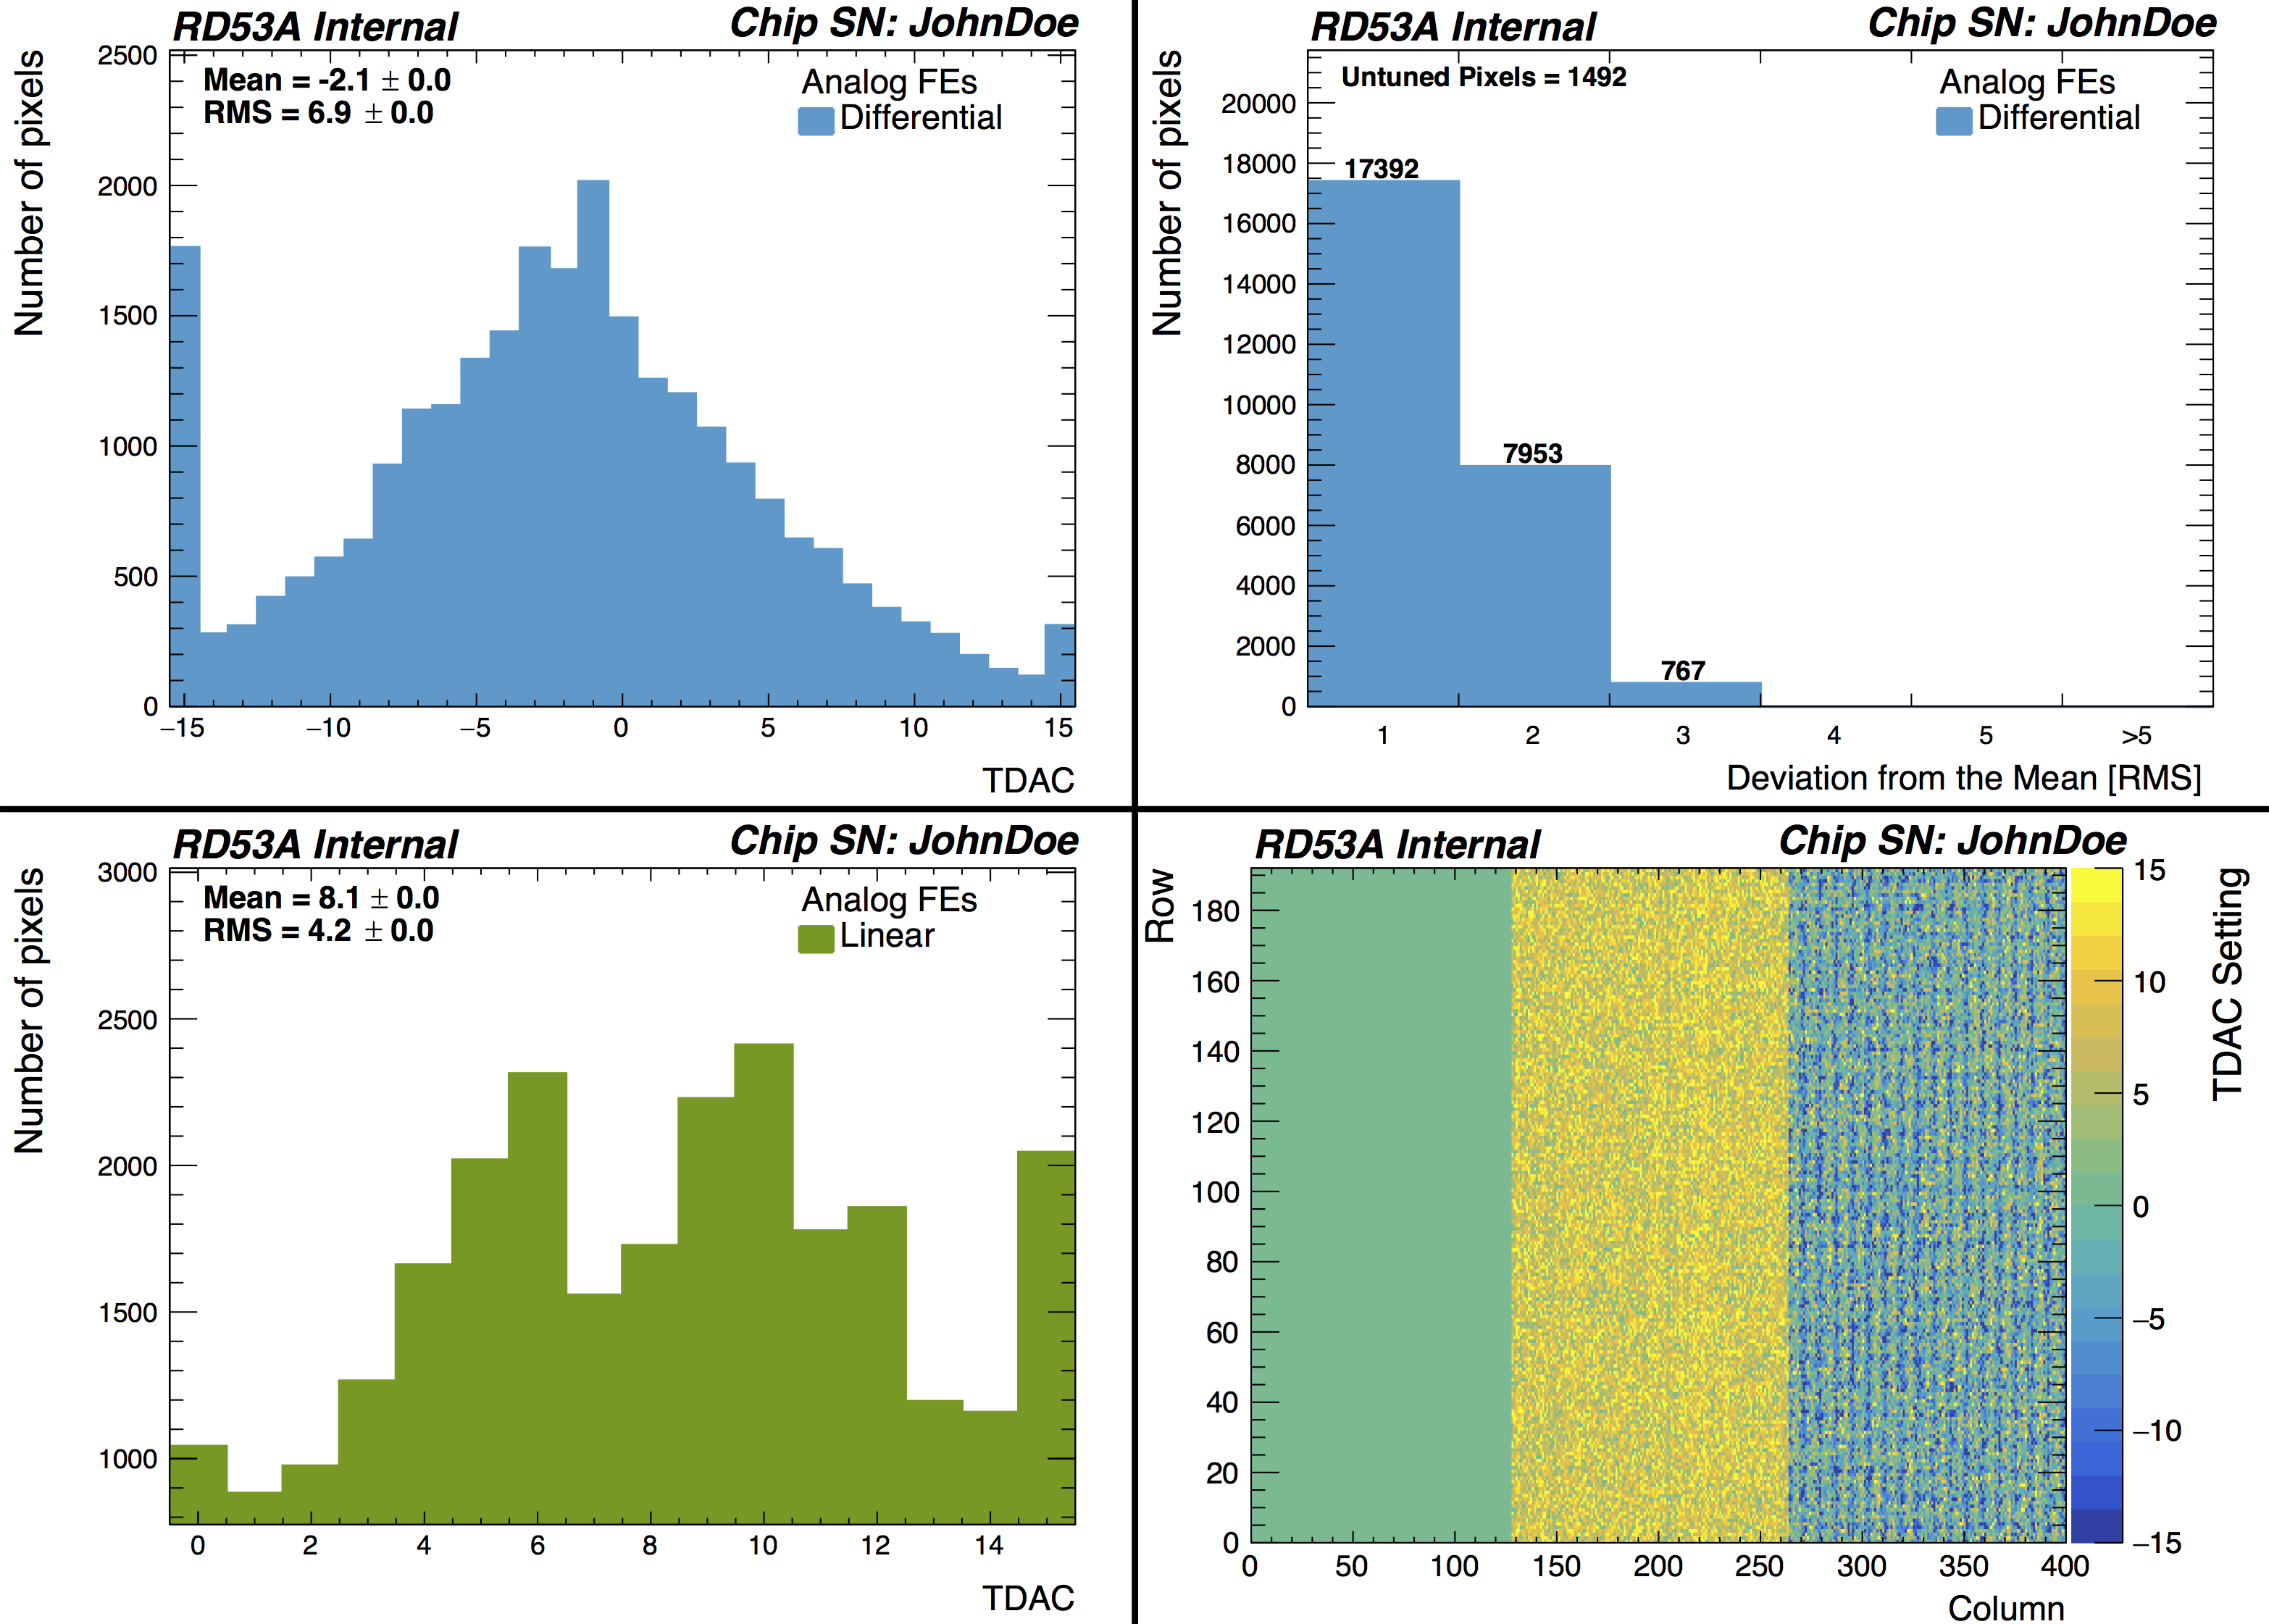 RD53A Internal
Chip SN: JohnDoe
Number of pixels
2500
2000
1500
1000
500
0
Mean = -2.1 ± 0.0
RMS = 6.9 ± 0.0
Analog FEs
Differential
−15 −10 −5 0 5 10 15
TDAC
RD53A Internal
Chip SN: JohnDoe
Number of pixels
20000
18000
16000
14000
12000
10000
8000
6000
4000
2000
0
Untuned Pixels = 1492
Analog FEs
Differential
17392
7953
767
1 2 3 4 5 >5
Deviation from the Mean [RMS]
RD53A Internal
Chip SN: JohnDoe
Number of pixels
3000
2500
2000
1500
1000
Mean = 8.1 ± 0.0
RMS = 4.2 ± 0.0
Analog FEs
Linear
0 2 4 6 8 10 12 14
TDAC
RD53A Internal
Chip SN: JohnDoe
Row
180
160
140
120
100
80
60
40
20
0
0 50 100 150 200 250 300 350 400
Column
15
10
5
0
−5
−10
−15
TDAC Setting